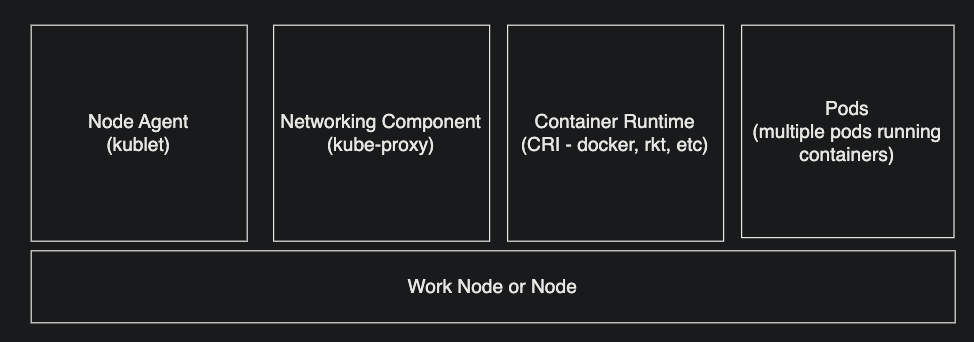 Node Agent
(kublet)
Networking Component
(kube-proxy)
Container Runtime
(CRI - docker, rkt, etc)
Pods
(multiple pods running
containers)
Work Node or Node